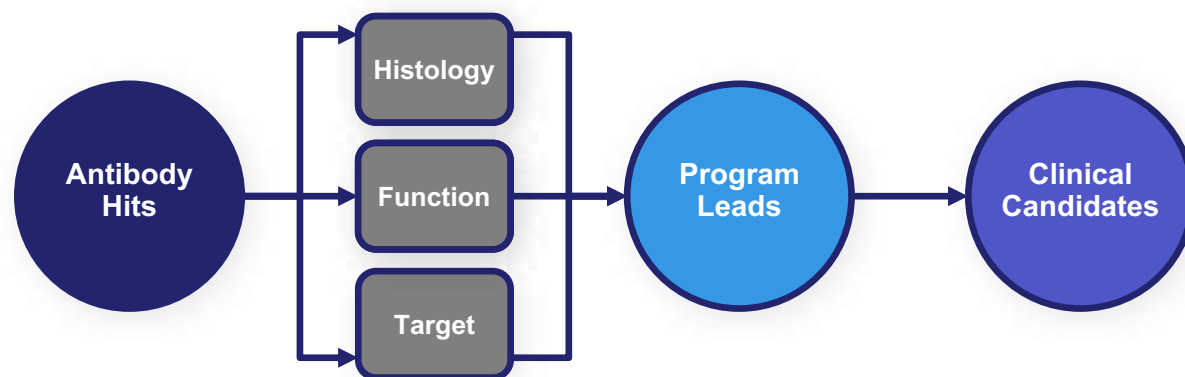 Histology
Antibody
Hits
Function
Program
Leads
Clinical
Candidates
Target